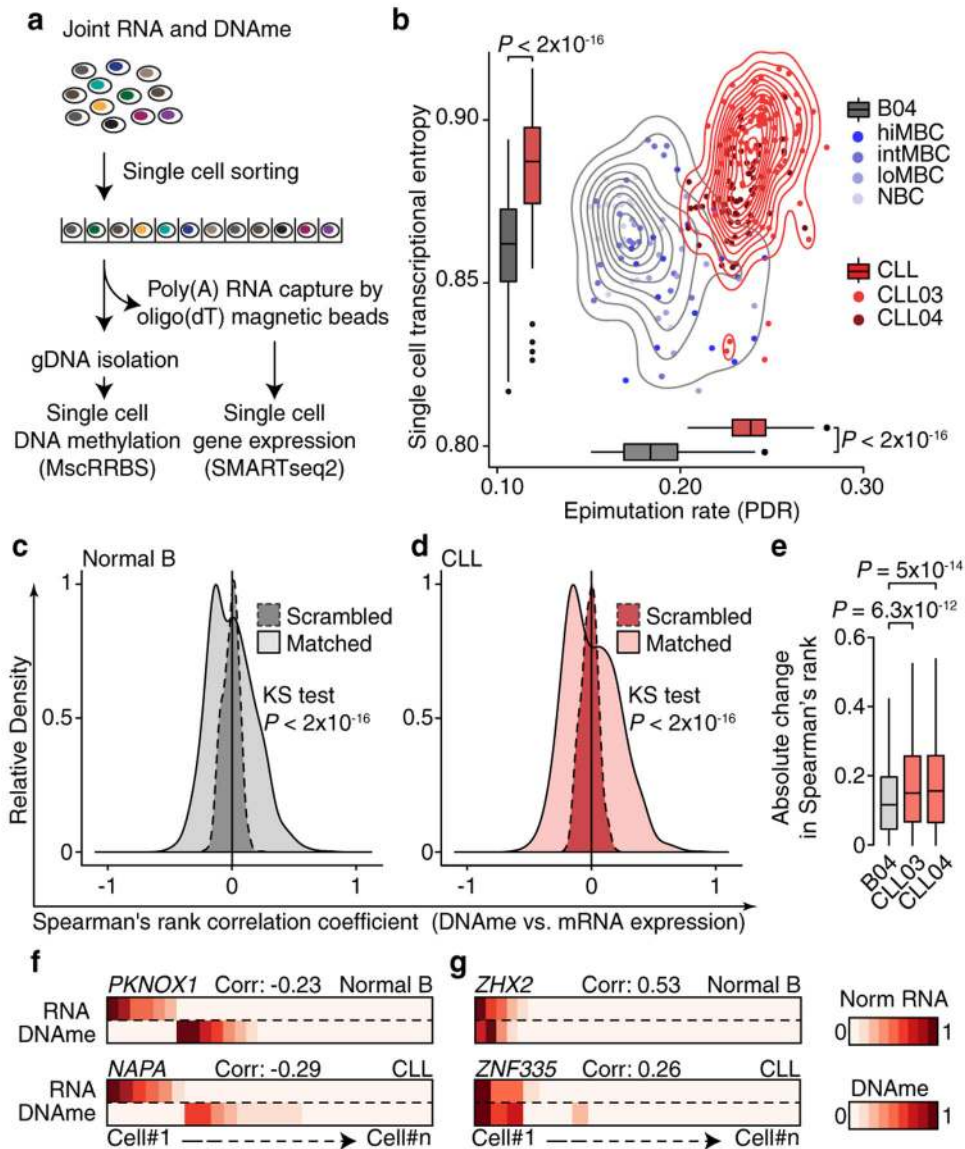 a
Joint RNA and DNAme
Single cell sorting
Poly(A) RNA capture by
oligo(dT) magnetic beads
gDNA isolation
Single cell
DNA methylation
(MscRRBS)
Single cell
gene expression
(SMARTseq2)
b
P < 2x10⁻¹⁶
Single cell transcriptional entropy
0.90
0.85
0.80
B04
hiMBC
intMBC
loMBC
NBC
CLL
CLL03
CLL04
P < 2x10⁻¹⁶
0.10
0.20
0.30
Epimutation rate (PDR)
c
Normal B
Relative Density
1
0.5
0
Scrambled
Matched
KS test
P < 2x10⁻¹⁶
-1
0
1
d
CLL
1
0.5
0
Scrambled
Matched
KS test
P < 2x10⁻¹⁶
-1
0
1
Spearman's rank correlation coefficient (DNAme vs. mRNA expression)
e
P = 5x10⁻¹⁴
P = 6.3x10⁻¹²
Absolute change
in Spearman's rank
0.6
0.4
0.2
0
B04
CLL03
CLL04
f
PKNOX1 Corr: -0.23 Normal B
RNA
DNAme
NAPA Corr: -0.29 CLL
RNA
DNAme
Cell#1
Cell#n
g
ZHX2 Corr: 0.53 Normal B
ZNF335 Corr: 0.26 CLL
Cell#1
Cell#n
Norm RNA
0 1
DNAme
0 1